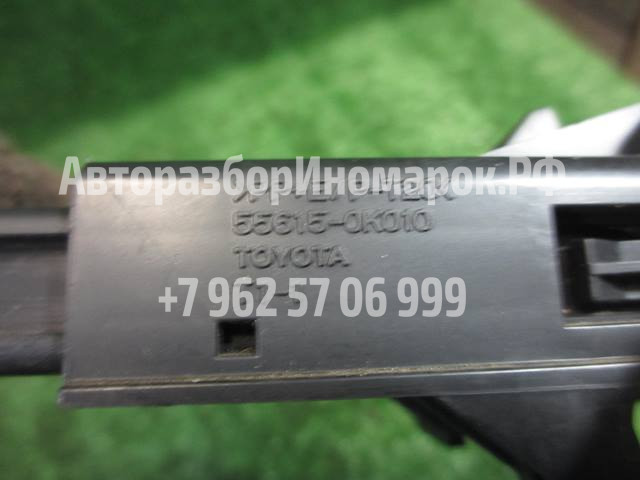 АвторазборИномарок.РФ
55615-0K010
TOYOTA
+7 962 57 06 999